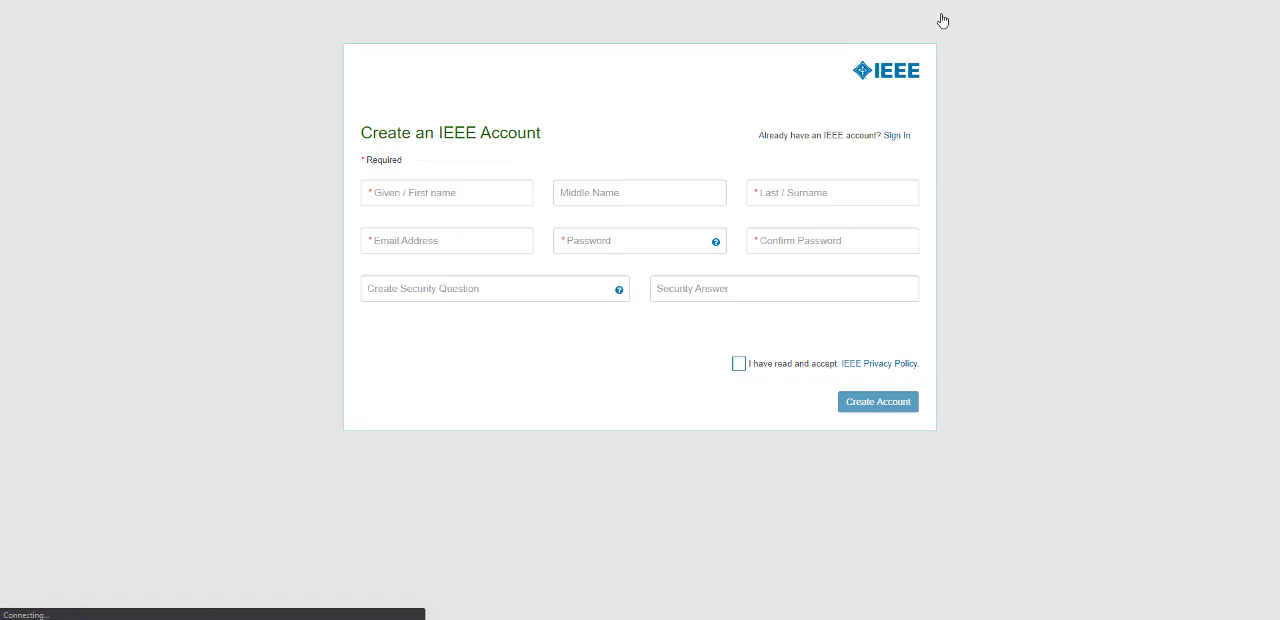 IEEE
Create an IEEE Account
Already have an IEEE account? Sign In
* Required
* Given / First name
Middle Name
* Last / Surname
* Email Address
* Password
?
* Confirm Password
Create Security Question
?
Security Answer
I have read and accept IEEE Privacy Policy.
Create Account
Connecting...